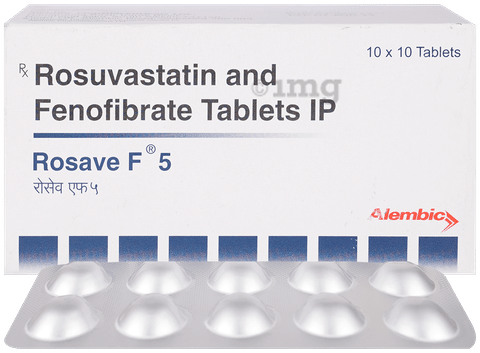 10 x 10 Tablets
Rx Rosuvastatin and
Fenofibrate Tablets IP
1mg
Rosave F® 5
रोसेव एफ ५
Alembic